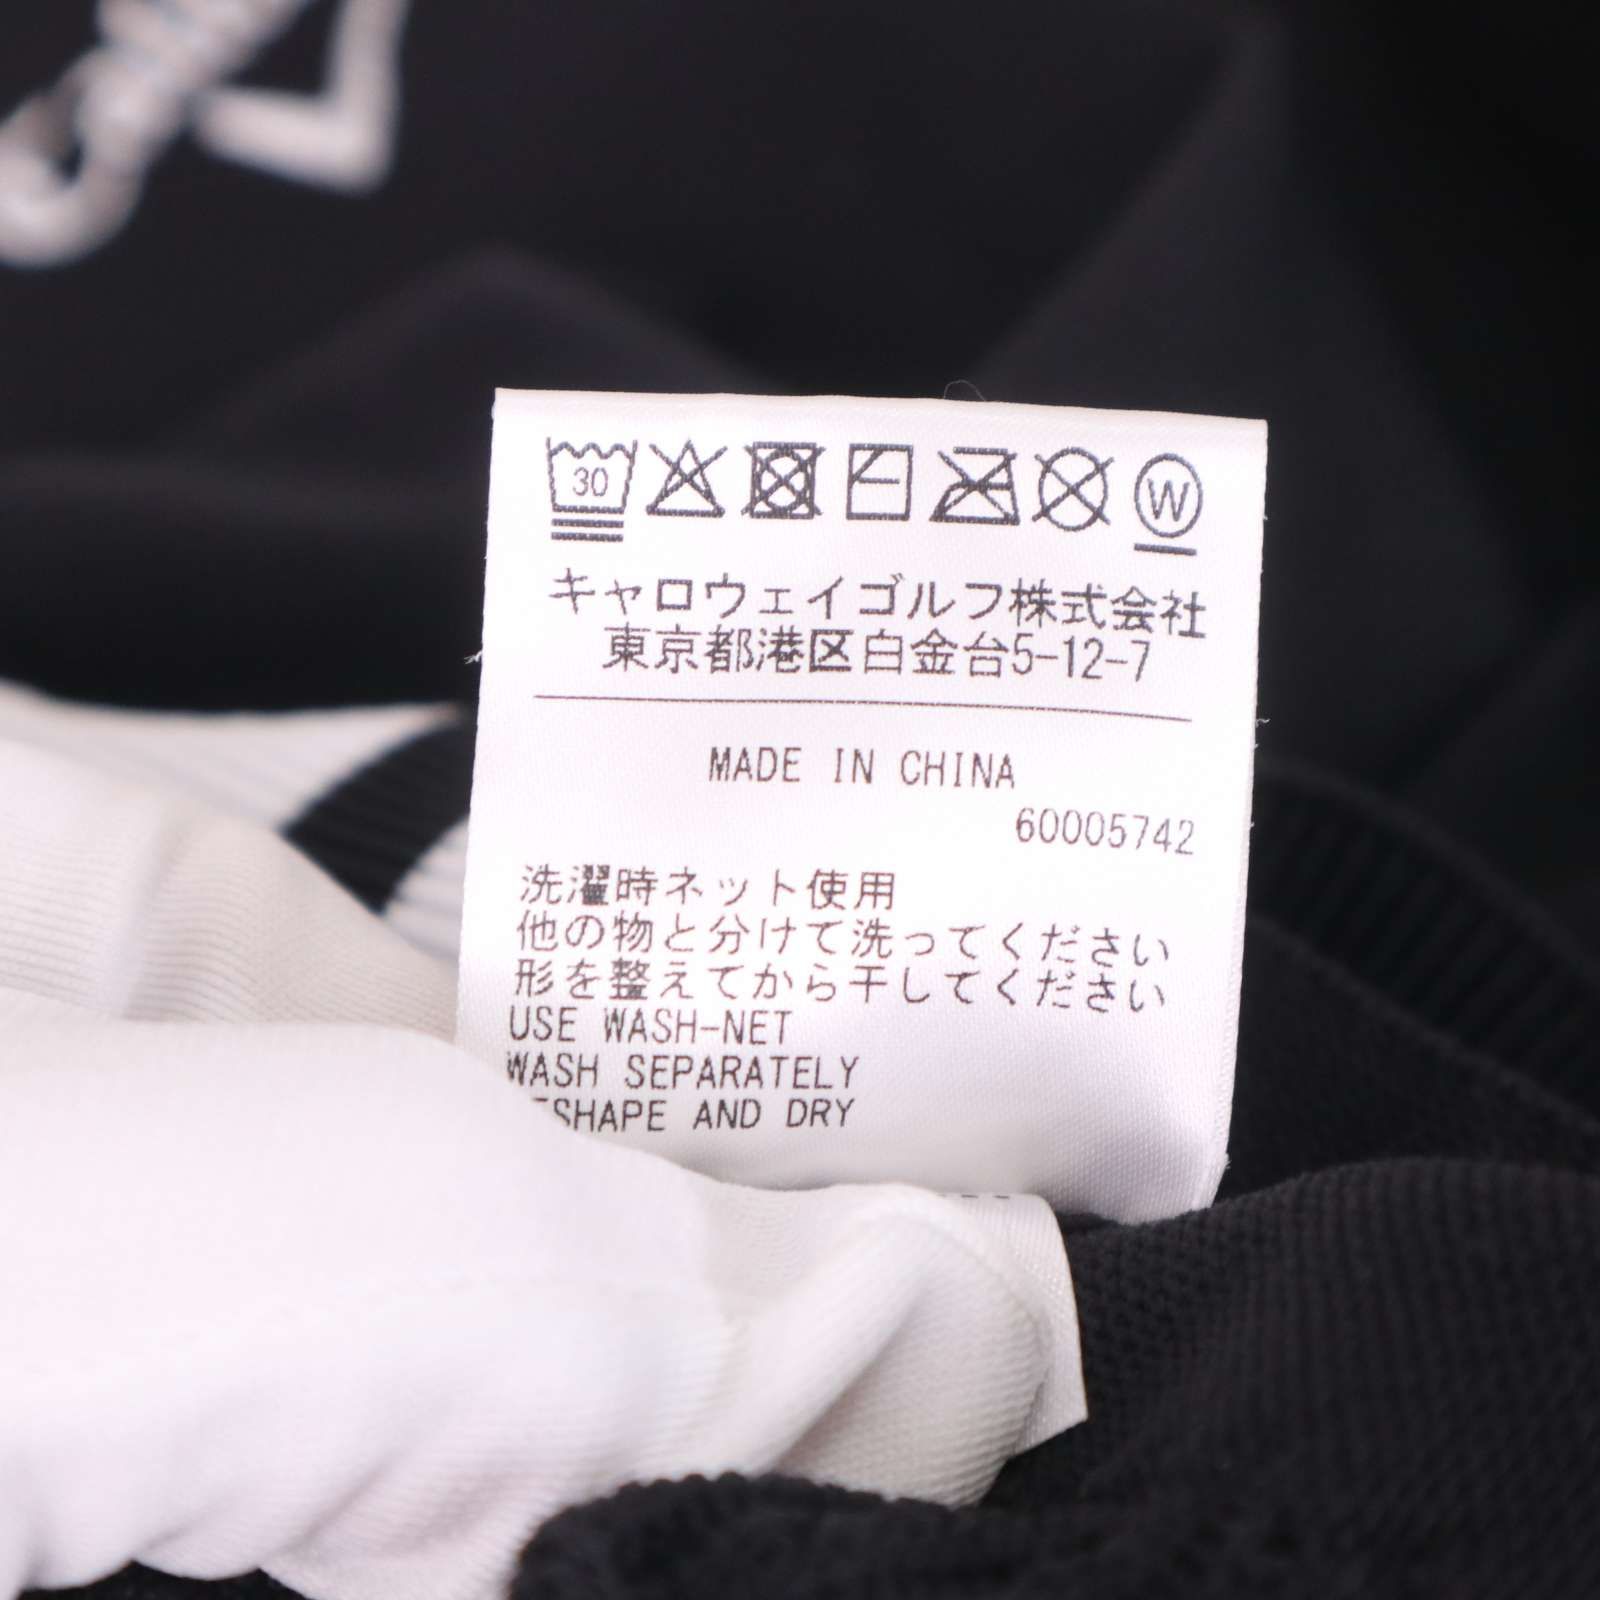 30 W
キャロウェイゴルフ株式会社
東京都港区白金台5-12-7
MADE IN CHINA
60005742
洗濯時ネット使用
他の物と分けて洗ってください
形を整えてから干してください
USE WASH-NET
WASH SEPARATELY
AND DRY